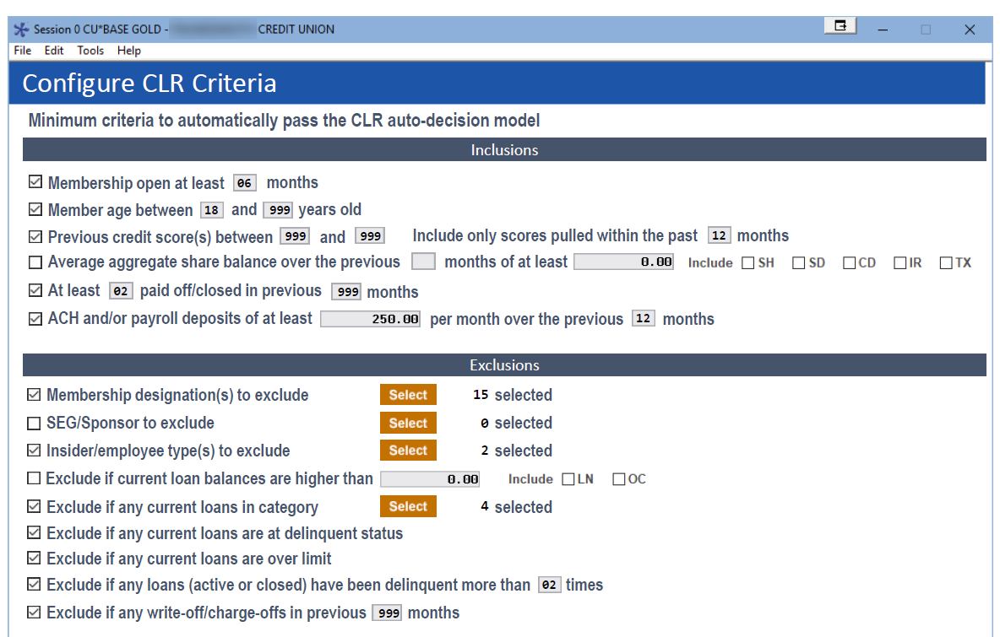 Session 0 CU*BASE GOLD - CREDIT UNION
File Edit Tools Help
Configure CLR Criteria
Minimum criteria to automatically pass the CLR auto-decision model
Inclusions
Membership open at least 06 months
Member age between 18 and 999 years old
Previous credit score(s) between 999 and 999 Include only scores pulled within the past 12 months
Average aggregate share balance over the previous months of at least 0.00 Include SH SD CD IR TX
At least 02 paid off/closed in previous 999 months
ACH and/or payroll deposits of at least 250.00 per month over the previous 12 months
Exclusions
Membership designation(s) to exclude Select 15 selected
SEG/Sponsor to exclude Select 0 selected
Insider/employee type(s) to exclude Select 2 selected
Exclude if current loan balances are higher than 0.00 Include LN OC
Exclude if any current loans in category Select 4 selected
Exclude if any current loans are at delinquent status
Exclude if any current loans are over limit
Exclude if any loans (active or closed) have been delinquent more than 02 times
Exclude if any write-off/charge-offs in previous 999 months